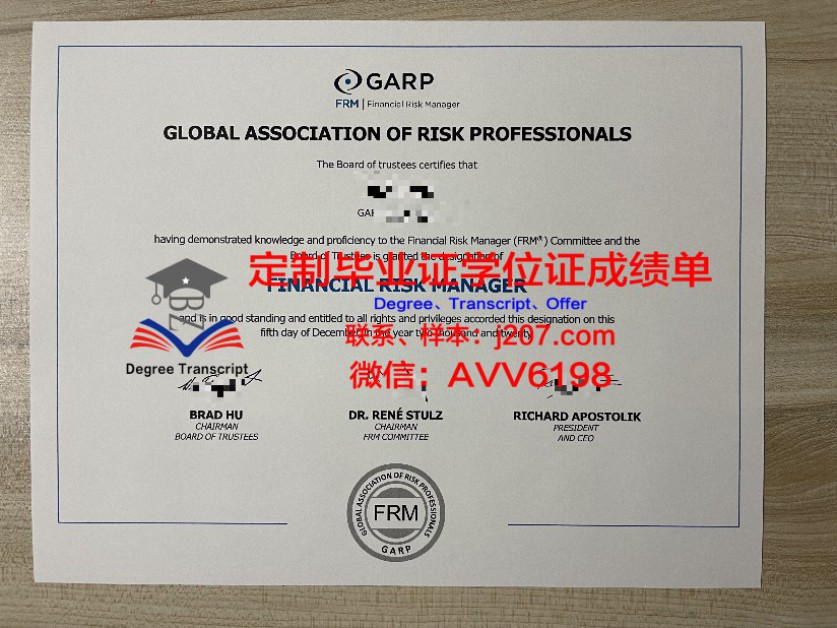 GARP
FRM | Financial Risk Manager
GLOBAL ASSOCIATION OF RISK PROFESSIONALS
The Board of trustees certifies that
GAR
having demonstrated knowledge and proficiency to the Financial Risk Manager (FRM®) Committee and the
Board of Trustees is granted the designation of
定制毕业证学位证成绩单
FINANCIAL RISK MANAGER
Degree、Transcript、Offer
and is in good standing and entitled to all rights and privileges accorded this designation on this
fifth day of December in the year two thousand and twenty
联系、样本：j207.com
Degree Transcript
微信：AVV6198
BRAD HU
CHAIRMAN
BOARD OF TRUSTEES
DR. RENÉ STULZ
CHAIRMAN
FRM COMMITTEE
RICHARD APOSTOLIK
PRESIDENT
AND CEO
GLOBAL ASSOCIATION OF RISK PROFESSIONALS
FRM
GARP